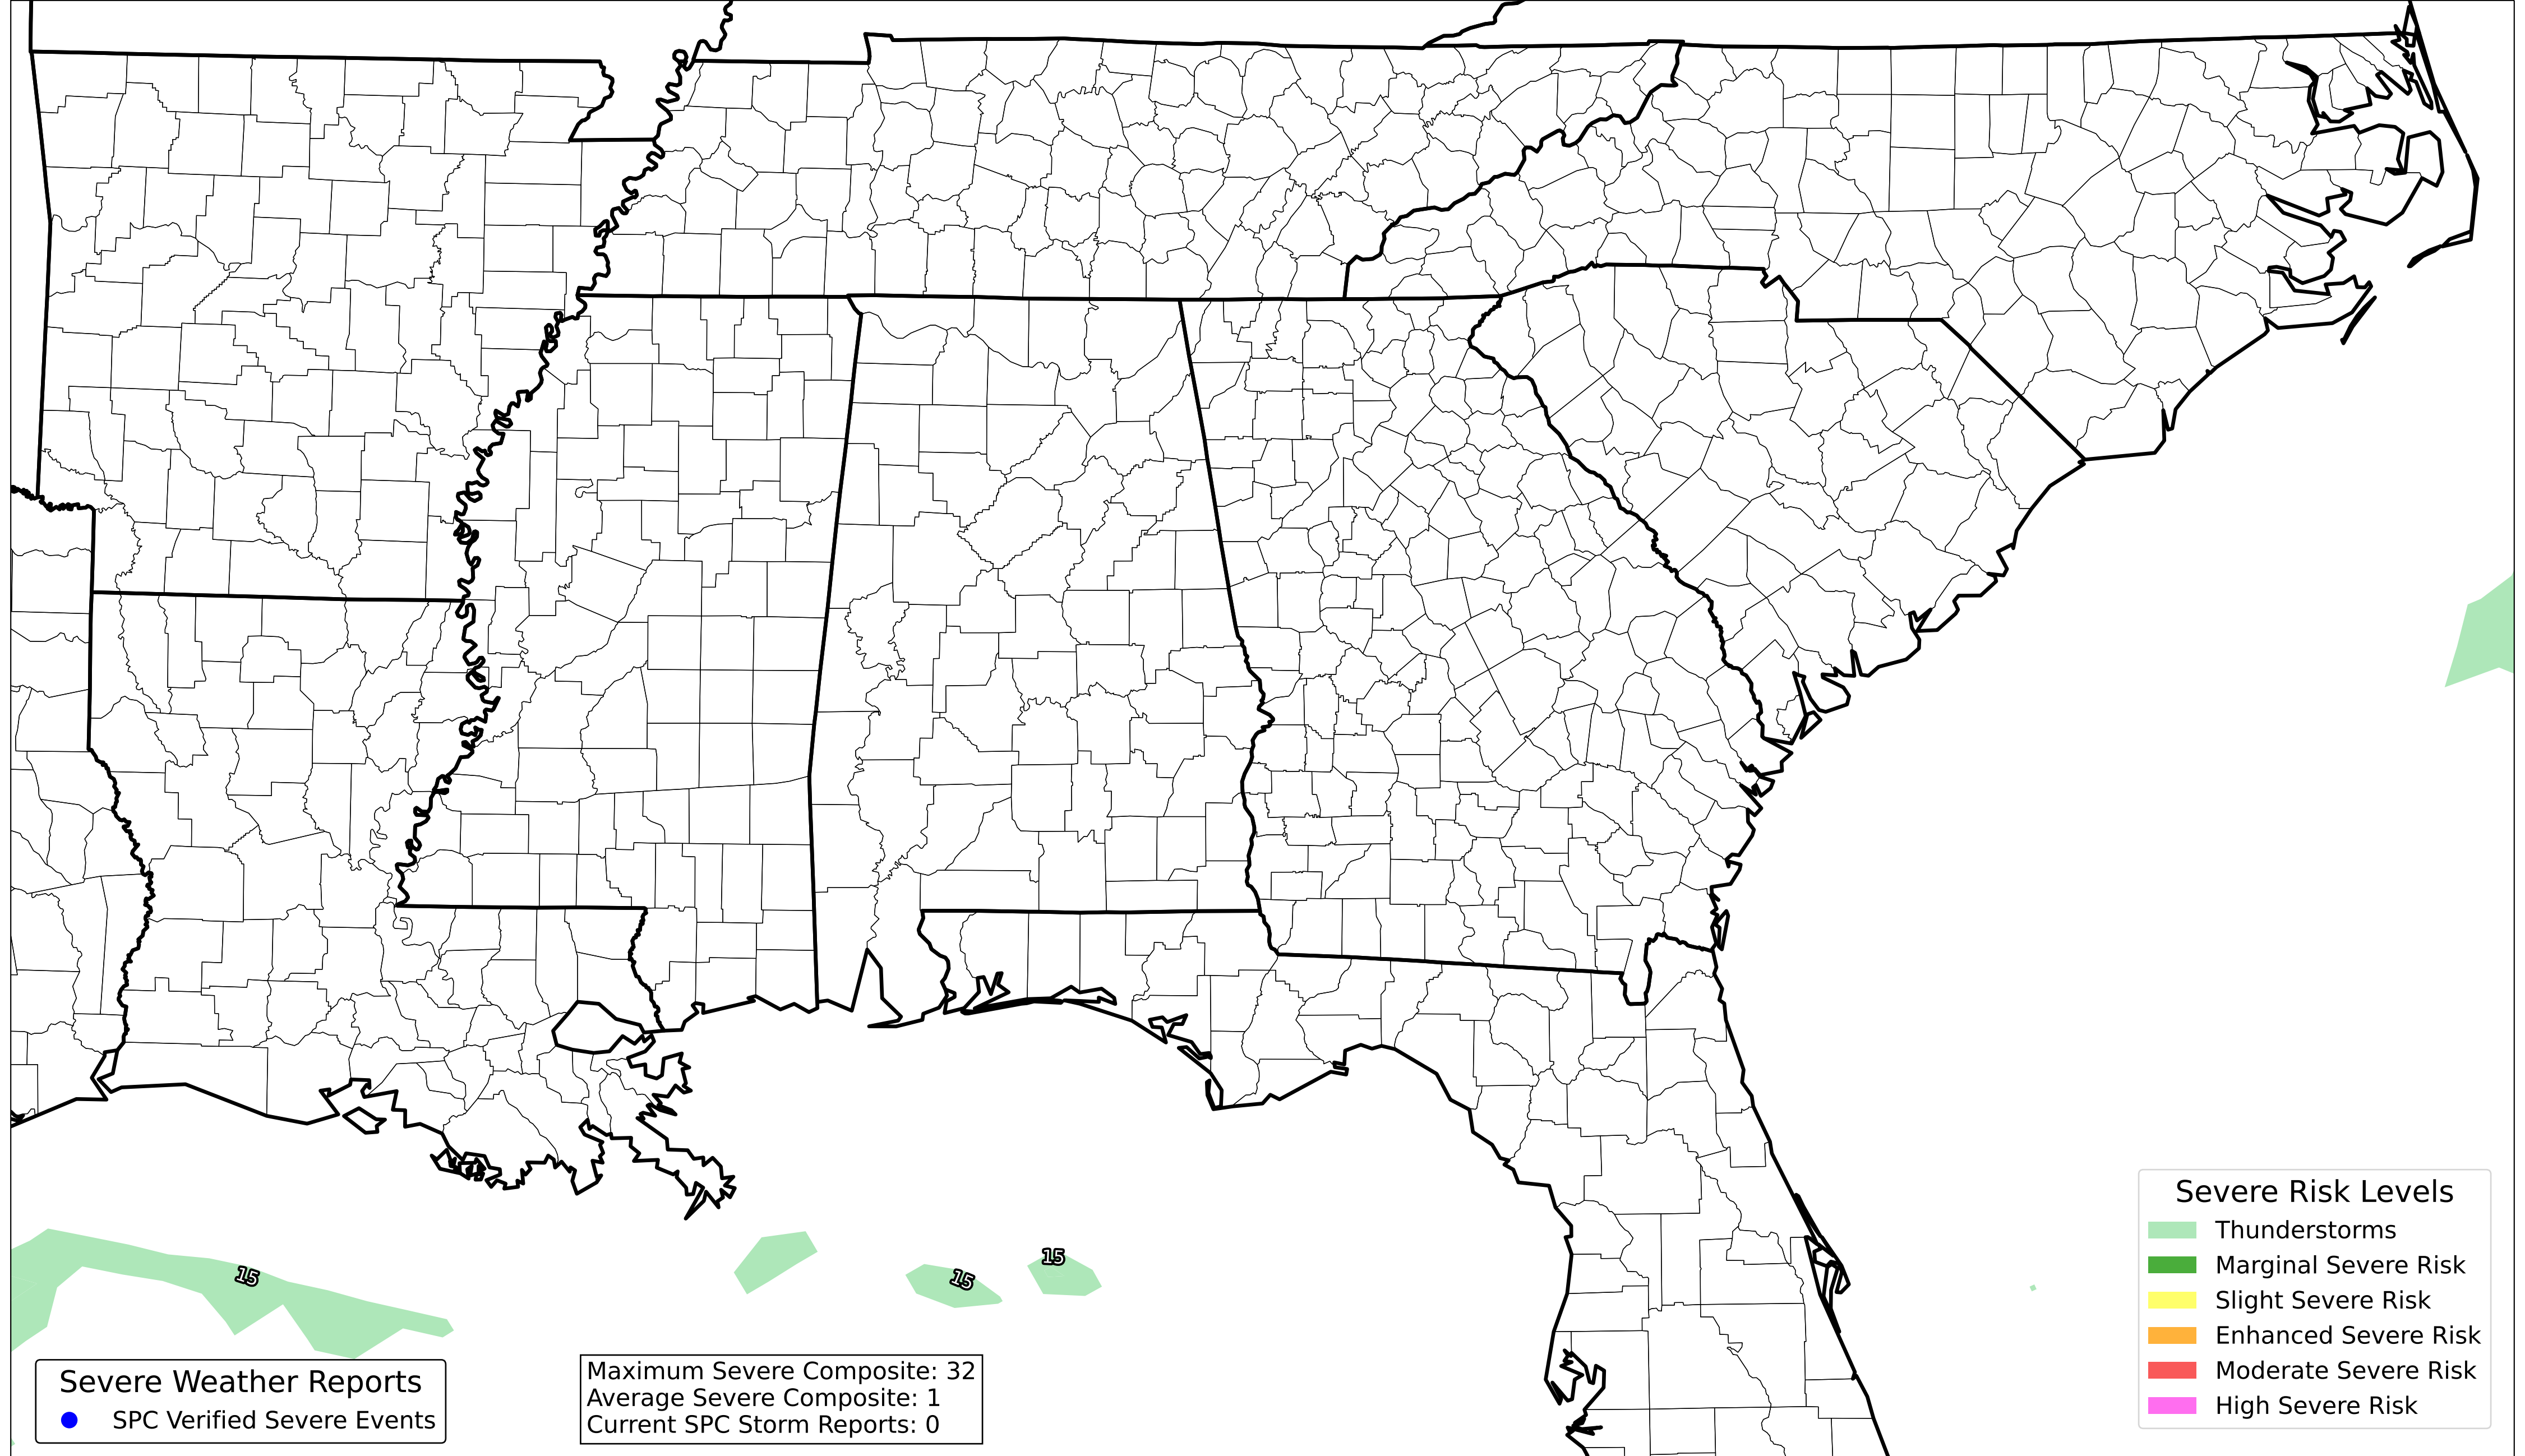 15
15
15
Severe Risk Levels
Thunderstorms
Marginal Severe Risk
Slight Severe Risk
Enhanced Severe Risk
Moderate Severe Risk
High Severe Risk
Severe Weather Reports
SPC Verified Severe Events
Maximum Severe Composite: 32
Average Severe Composite: 1
Current SPC Storm Reports: 0